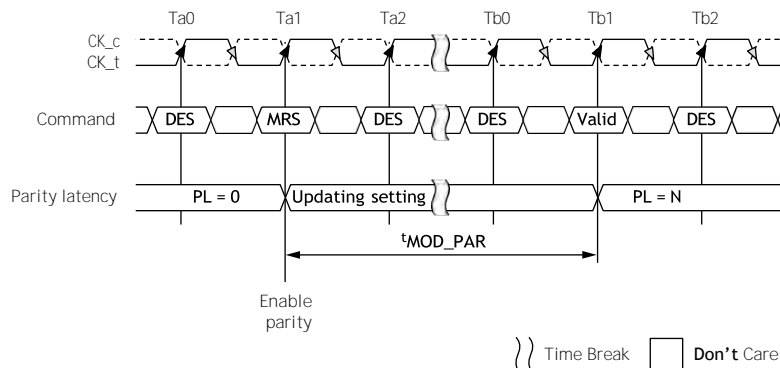 Ta0 Ta1 Ta2 Tb0 Tb1 Tb2
CK_c
CK_t
Command DES MRS DES DES Valid DES
Parity latency PL = 0 Updating setting PL = N
tMOD_PAR
Enable
parity
Time Break Don't Care